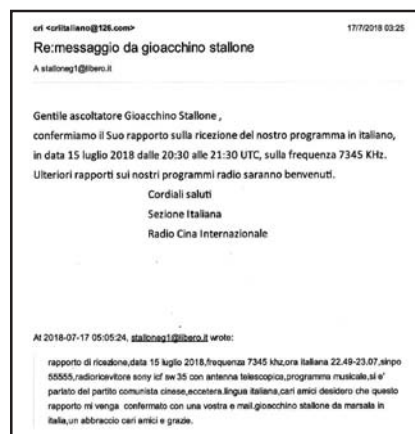 cri <criitaliano@126.com> 17/7/2018 03:25
Re:messaggio da gioacchino stallone
A stalloneg1@libero.it
Gentile ascoltatore Gioacchino Stallone ,
confermiamo il Suo rapporto sulla ricezione del nostro programma in italiano,
in data 15 luglio 2018 dalle 20:30 alle 21:30 UTC, sulla frequenza 7345 KHz.
Ulteriori rapporti sui nostri programmi radio saranno benvenuti.
Cordiali saluti
Sezione Italiana
Radio Cina Internazionale
At 2018-07-17 05:05:24, stalloneg1@libero.it wrote:
rapporto di ricezione,data 15 luglio 2018,frequenza 7345 khz,ora italiana 22.49-23.07,sinpo
55555,radioricevitore sony icf sw 35 con antenna telescopica,programma musicale,si e'
parlato del partito comunista cinese,eccetera.lingua italiana,cari amici desidero che questo
rapporto mi venga confermato con una vostra e mail.gioacchino stallone da marsala in
italia,un abbraccio cari amici e grazie.